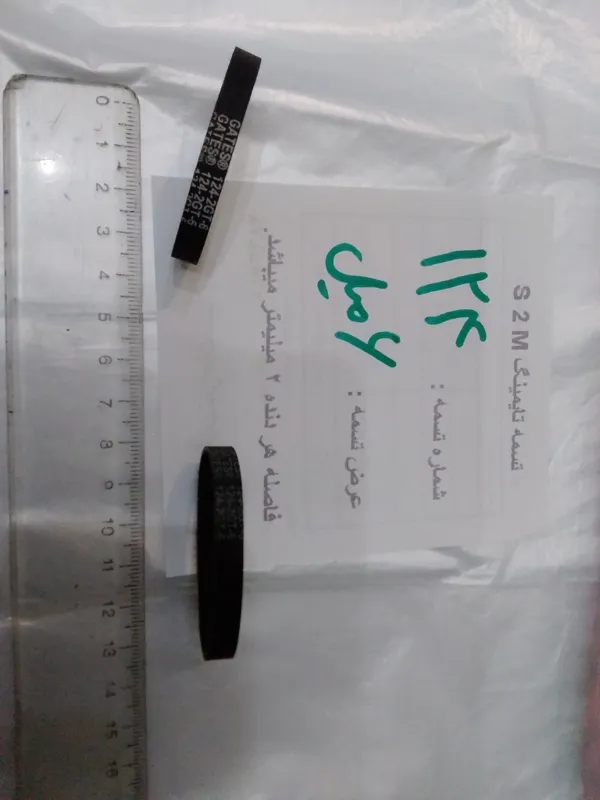 تسمه تایمینگ S 2 M
شماره تسمه : ۱۲۴
عرض تسمه : ۶ میل
فاصله هر دنده ۲ میلیمتر میباشد.
GATES® 124-2GT-6
GATES® 124-2GT-6
0 1 2 3 4 5 6 7 8 9 10 11 12 13 14 15 16